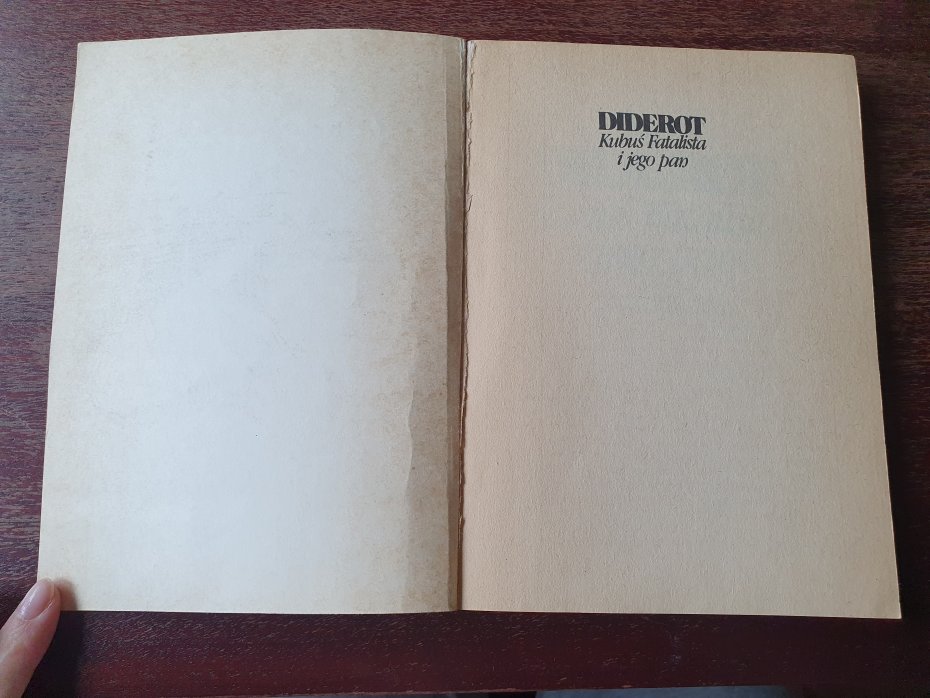 DIDEROT
Kubuś Fatalista
i jego pan